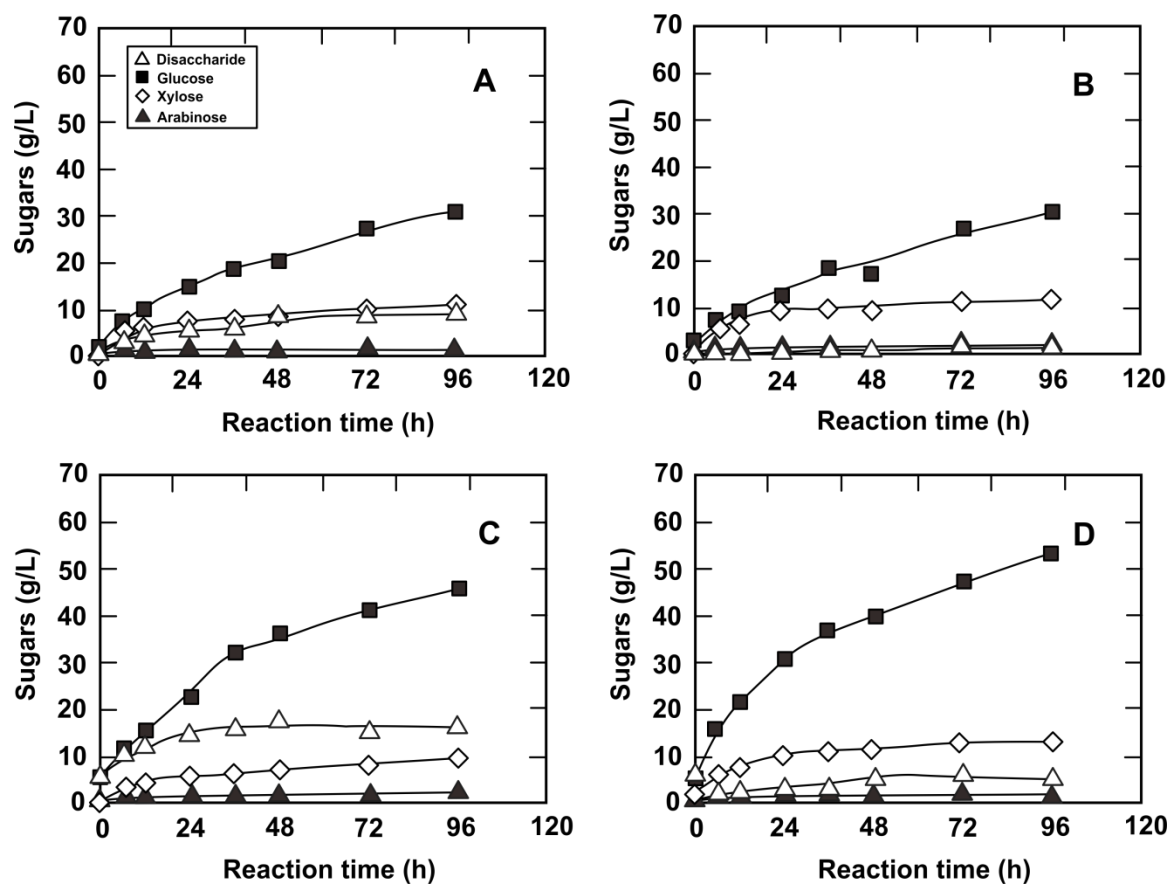 70
60
50
40
30
20
10
0
Sugars (g/L)
Disaccharide
Glucose
Xylose
Arabinose
A
0 24 48 72 96 120
Reaction time (h)
70
60
50
40
30
20
10
0
Sugars (g/L)
B
0 24 48 72 96 120
Reaction time (h)
70
60
50
40
30
20
10
0
Sugars (g/L)
C
0 24 48 72 96 120
Reaction time (h)
70
60
50
40
30
20
10
0
Sugars (g/L)
D
0 24 48 72 96 120
Reaction time (h)